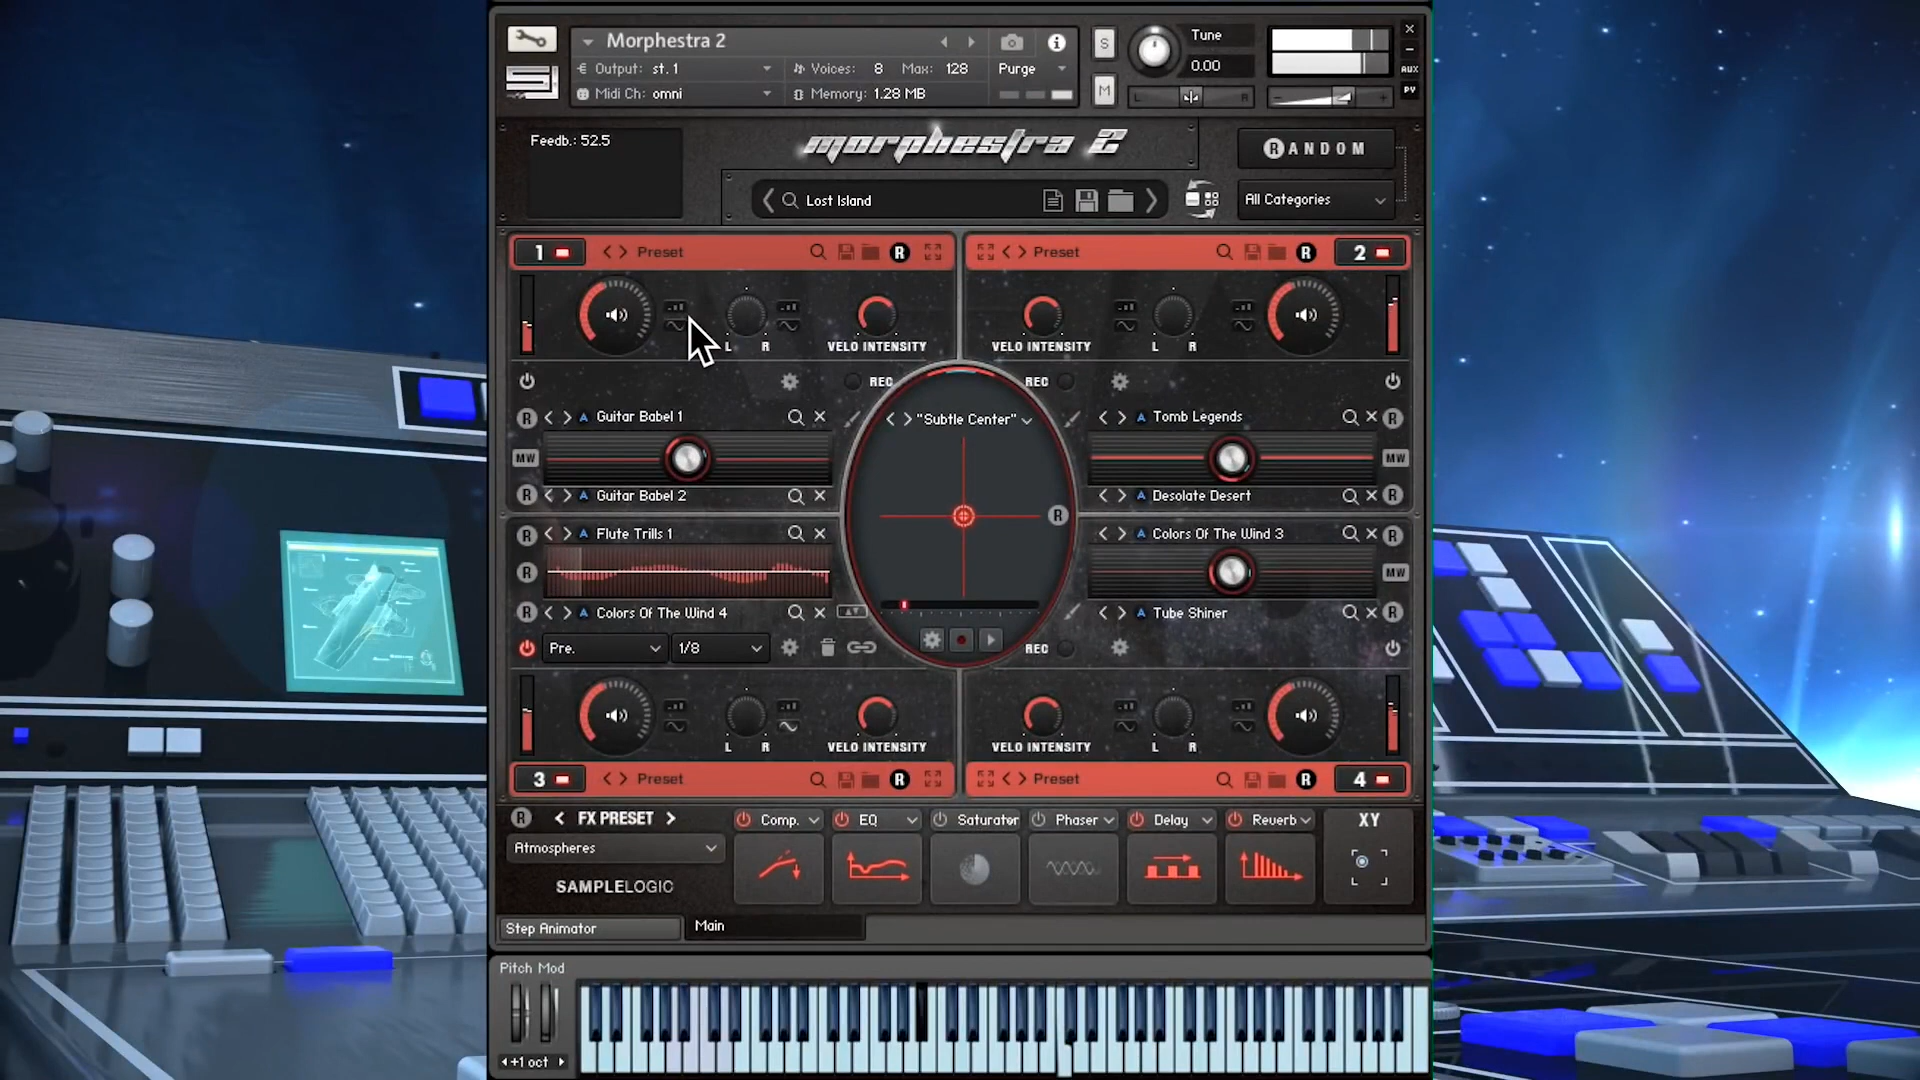 Morphestra 2
Output: st. 1
Voices: 8 Max: 128
Purge
Midi Ch: omni
Memory: 1.28 MB
S
M
Tune
0.00
L R
AUX
PV
Feedb.: 52.5
morphestra 2
RANDOM
Lost Island
All Categories
1 Preset R
Preset R 2
L R VELO INTENSITY
VELO INTENSITY L R
REC
REC
R A Guitar Babel 1
"Subtle Center"
A Tomb Legends R
MW
MW
R A Guitar Babel 2
A Desolate Desert R
R
R A Flute Trills 1
A Colors Of The Wind 3 R
R
MW
R A Colors Of The Wind 4
A Tube Shiner R
Pre. 1/8
REC
L R VELO INTENSITY
VELO INTENSITY L R
3 Preset R
Preset R 4
R FX PRESET
Comp.
EQ
Saturator
Phaser
Delay
Reverb
XY
Atmospheres
SAMPLELOGIC
Step Animator
Main
Pitch Mod
+1 oct